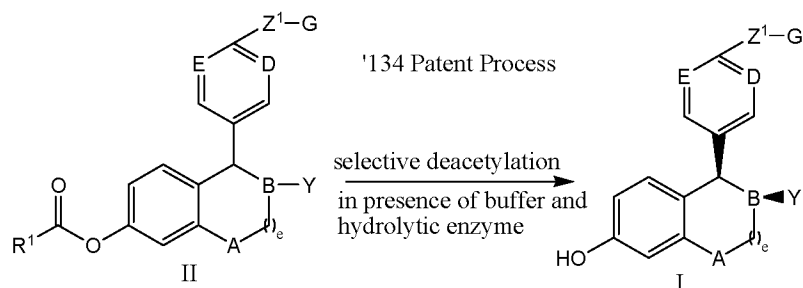 Z¹—G
E
D
O
R¹
O
A
B—Y
()e
II
'134 Patent Process
selective deacetylation
in presence of buffer and
hydrolytic enzyme
Z¹—G
E
D
HO
A
B
Y
()e
I